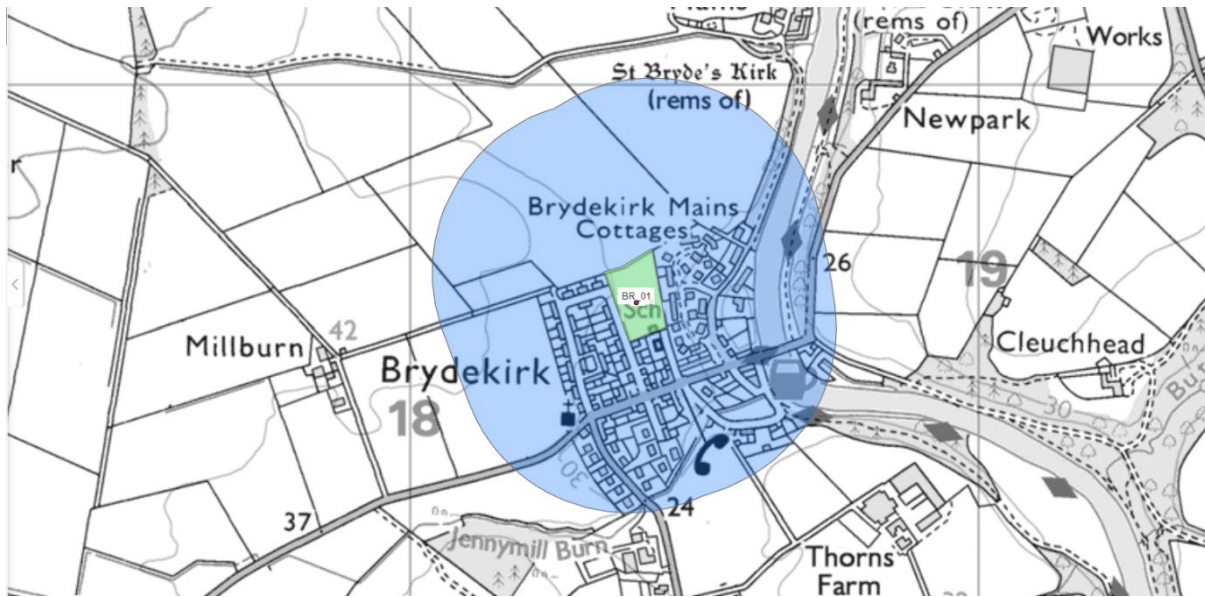 St Bryde's Kirk
(rems of)
(rems of)
Works
Newpark
Brydekirk Mains
Cottages
26
19
BR_01
Sch
42
Millburn
Brydekirk
18
Cleuchhead
30
30
24
37
Jennymill Burn
Thorns
Farm